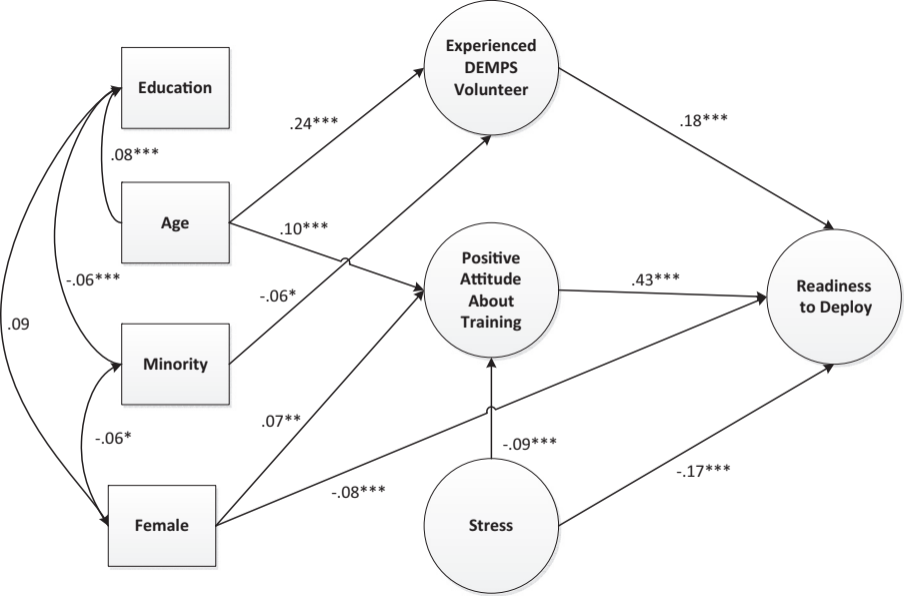 Experienced
DEMPS
Volunteer
Education
.24***
.18***
.08***
Age
.10***
Positive
Attitude
About
Training
-.06***
.43***
Readiness
to Deploy
-.06*
.09
Minority
.07**
-.06*
-.09***
-.08***
-.17***
Female
Stress